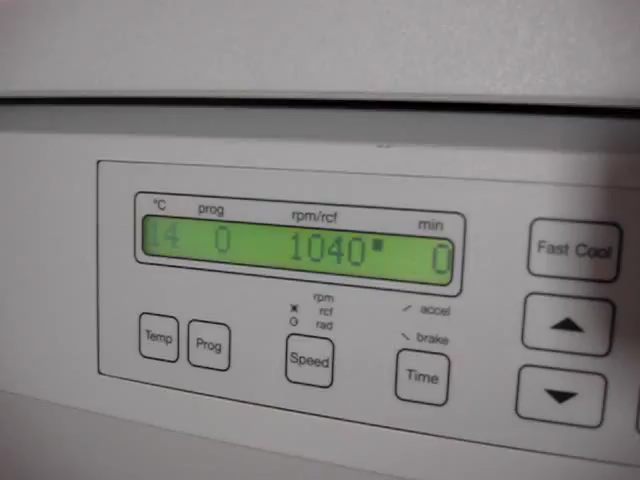 °C prog rpm/rcf min
14 0 1040 0
rpm
rcf accel
rad
brake
Temp Prog Speed Time
Fast Cool